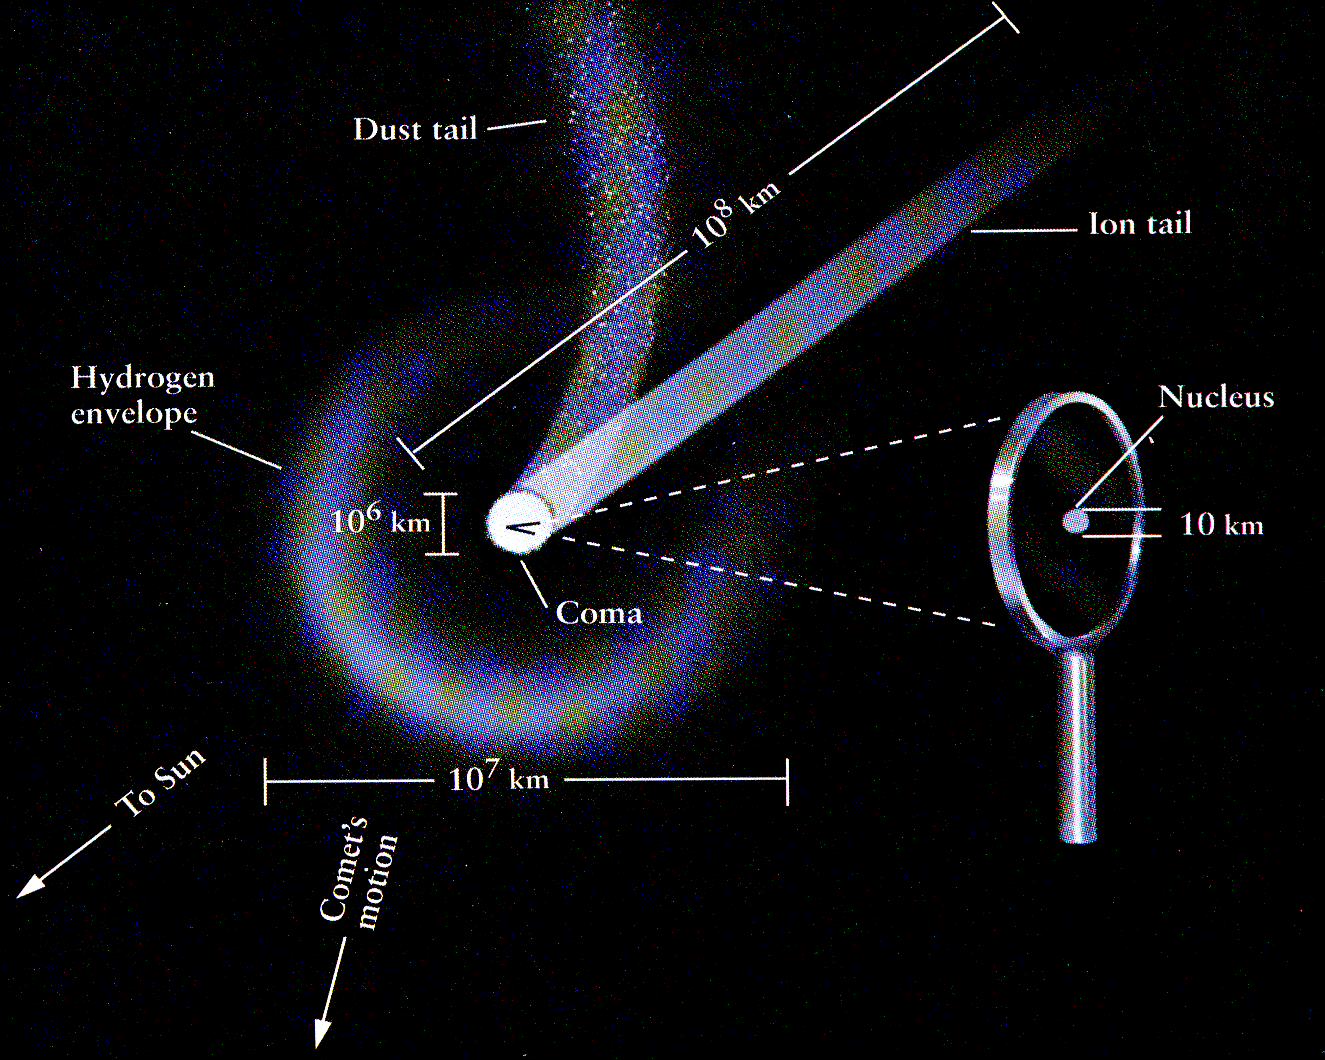 Dust tail
10⁸ km
Ion tail
Hydrogen
envelope
Nucleus
10⁶ km
10 km
Coma
10⁷ km
To Sun
Comet's
motion